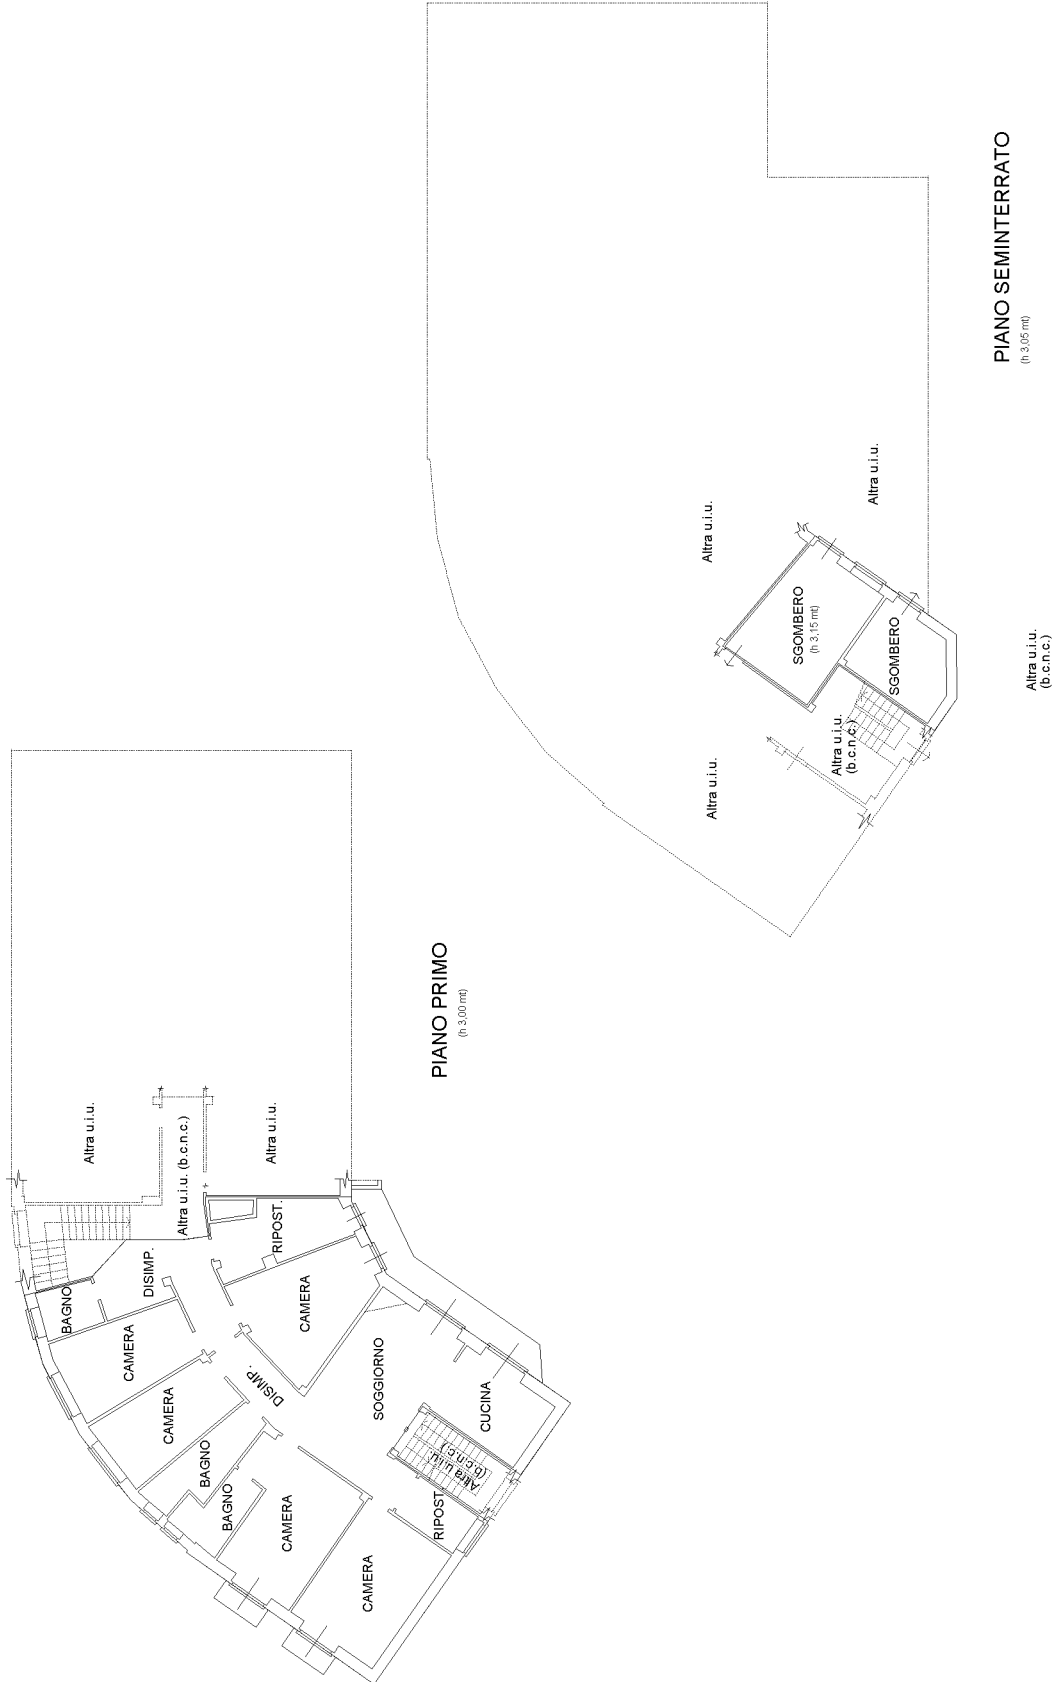 PIANO SEMINTERRATO
(h 3,05 mt)
Altra u.i.u.
Altra u.i.u.
SGOMBERO
(h 3,15 mt)
SGOMBERO
Altra u.i.u.
(b.c.n.c.)
Altra u.i.u.
(b.c.n.c.)
Altra u.i.u.
PIANO PRIMO
(h 3,00 mt)
Altra u.i.u.
Altra u.i.u. (b.c.n.c.)
Altra u.i.u.
RIPOST.
DISIMP.
BAGNO
CAMERA
CAMERA
CAMERA
DISIMP.
SOGGIORNO
CUCINA
BAGNO
BAGNO
CAMERA
Altra u.i.u.
(b.c.n.c.)
RIPOST.
CAMERA